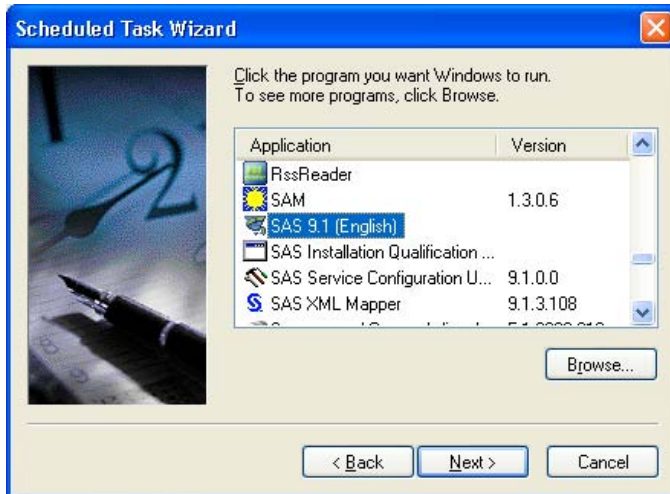 Scheduled Task Wizard
Click the program you want Windows to run.
To see more programs, click Browse.
Application Version
RssReader
SAM 1.3.0.6
SAS 9.1 (English)
SAS Installation Qualification ...
SAS Service Configuration U... 9.1.0.0
SAS XML Mapper 9.1.3.108
Browse...
< Back Next > Cancel